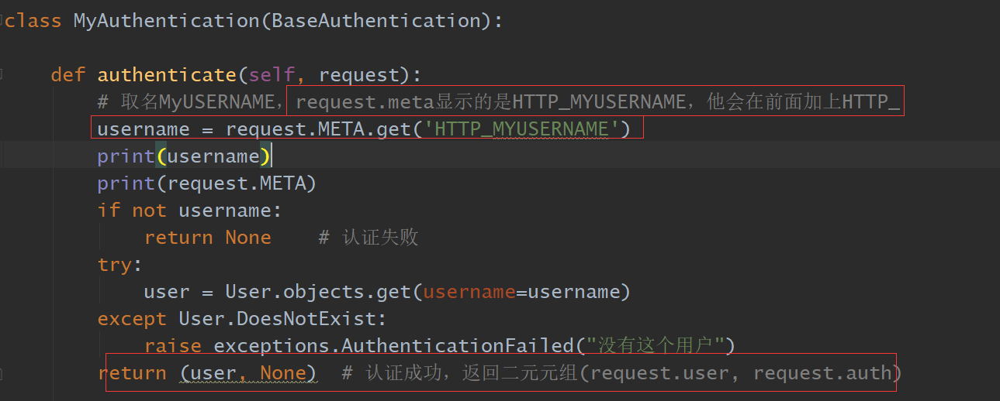 class MyAuthentication(BaseAuthentication):
def authenticate(self, request):
# 取名MyUSERNAME，request.meta显示的是HTTP_MYUSERNAME，他会在前面加上HTTP_
username = request.META.get('HTTP_MYUSERNAME')
print(username)
print(request.META)
if not username:
return None    # 认证失败
try:
user = User.objects.get(username=username)
except User.DoesNotExist:
raise exceptions.AuthenticationFailed("没有这个用户")
return (user, None)  # 认证成功，返回二元元组(request.user, request.auth)